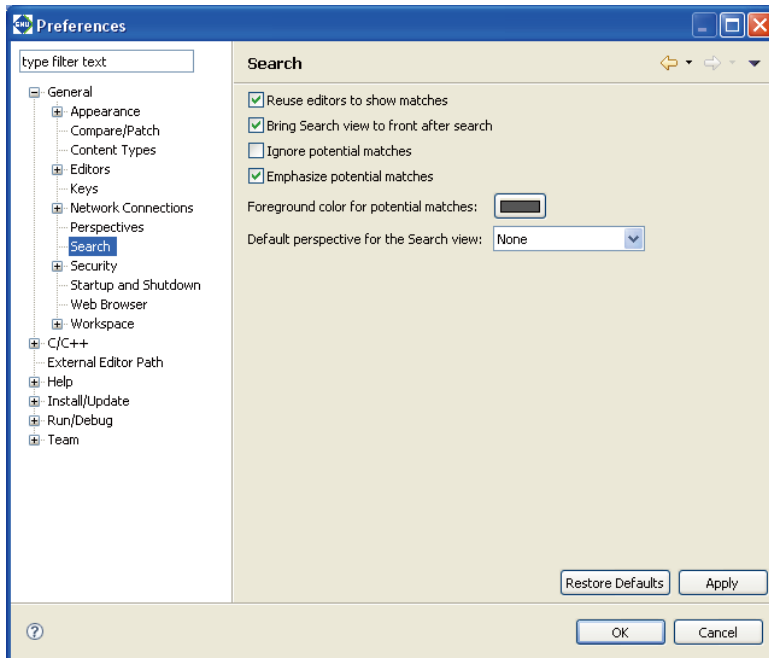 Preferences
type filter text
Search
General
Appearance
Compare/Patch
Content Types
Editors
Keys
Network Connections
Perspectives
Search
Security
Startup and Shutdown
Web Browser
Workspace
C/C++
External Editor Path
Help
Install/Update
Run/Debug
Team
Reuse editors to show matches
Bring Search view to front after search
Ignore potential matches
Emphasize potential matches
Foreground color for potential matches:
Default perspective for the Search view: None
Restore Defaults Apply
OK Cancel